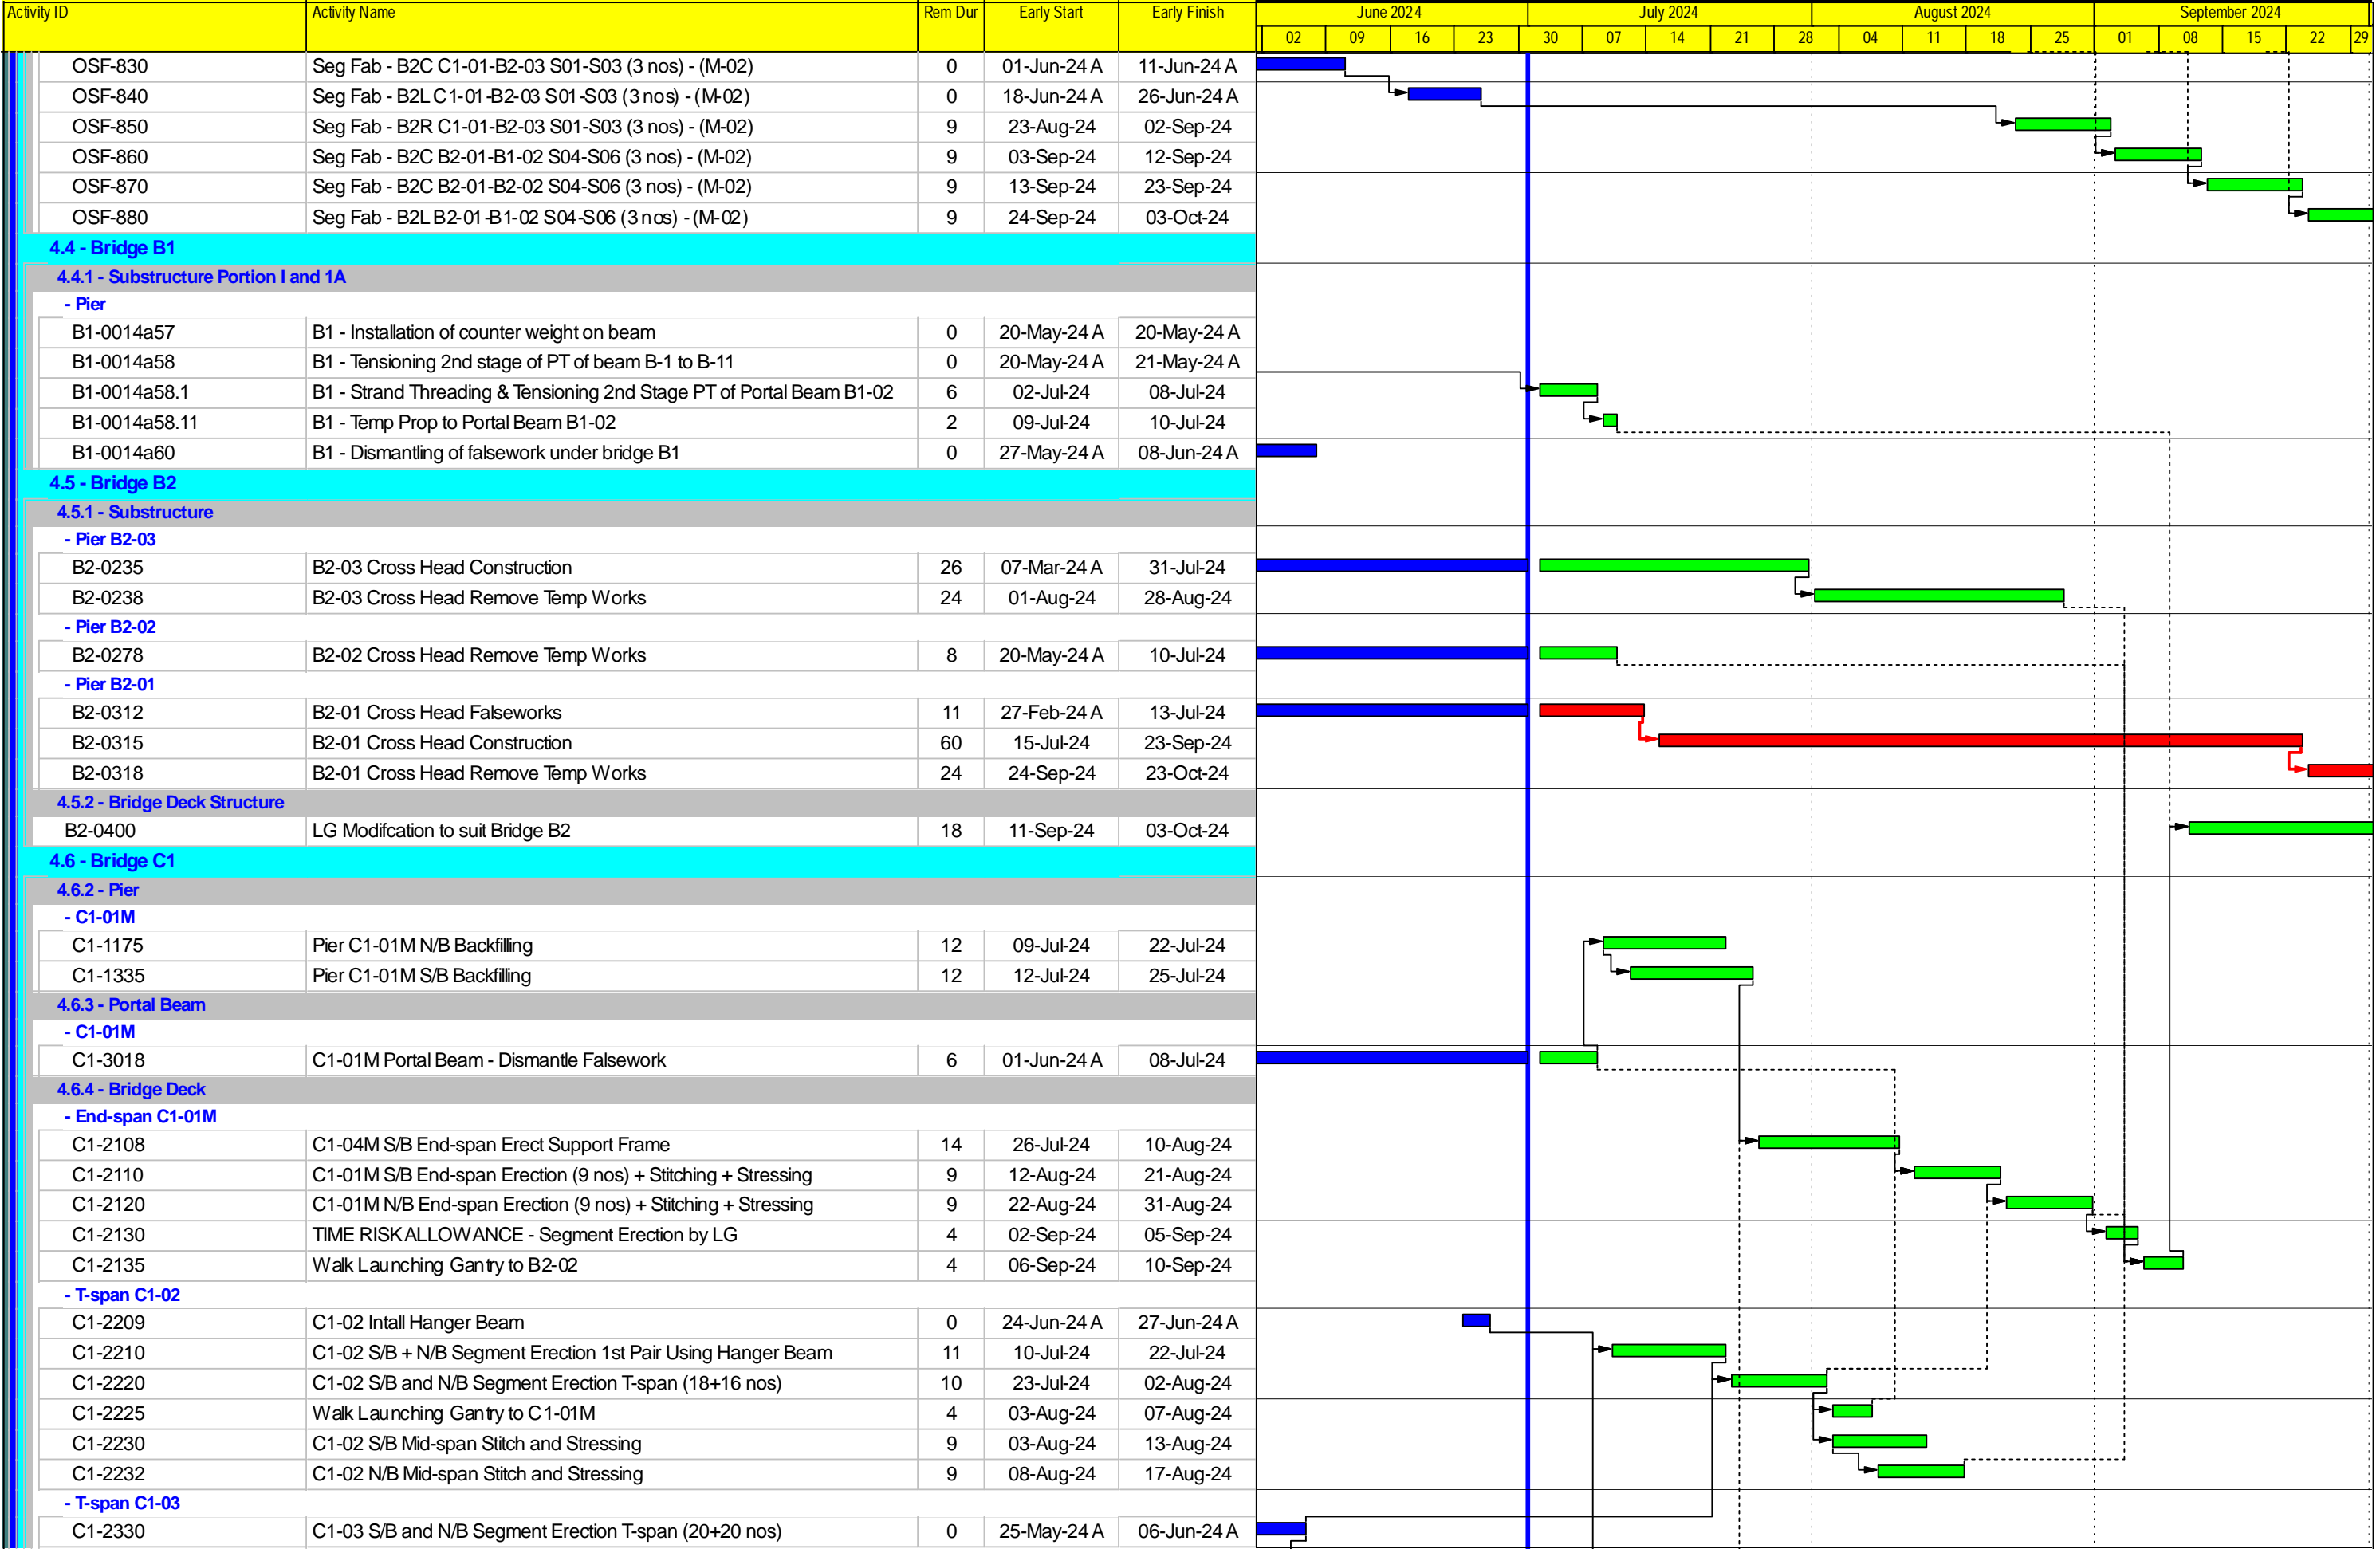 Activity ID Activity Name Rem Dur Early Start Early Finish June 2024 July 2024 August 2024 September 2024
02 09 16 23 30 07 14 21 28 04 11 18 25 01 08 15 22 29
OSF-830 Seg Fab - B2C C1-01-B2-03 S01-S03 (3 nos) - (M-02) 0 01-Jun-24 A 11-Jun-24 A
OSF-840 Seg Fab - B2L C1-01-B2-03 S01-S03 (3 nos) - (M-02) 0 18-Jun-24 A 26-Jun-24 A
OSF-850 Seg Fab - B2R C1-01-B2-03 S01-S03 (3 nos) - (M-02) 9 23-Aug-24 02-Sep-24
OSF-860 Seg Fab - B2C B2-01-B1-02 S04-S06 (3 nos) - (M-02) 9 03-Sep-24 12-Sep-24
OSF-870 Seg Fab - B2C B2-01-B2-02 S04-S06 (3 nos) - (M-02) 9 13-Sep-24 23-Sep-24
OSF-880 Seg Fab - B2L B2-01-B1-02 S04-S06 (3 nos) - (M-02) 9 24-Sep-24 03-Oct-24
4.4 - Bridge B1
4.4.1 - Substructure Portion I and 1A
- Pier
B1-0014a57 B1 - Installation of counter weight on beam 0 20-May-24 A 20-May-24 A
B1-0014a58 B1 - Tensioning 2nd stage of PT of beam B-1 to B-11 0 20-May-24 A 21-May-24 A
B1-0014a58.1 B1 - Strand Threading & Tensioning 2nd Stage PT of Portal Beam B1-02 6 02-Jul-24 08-Jul-24
B1-0014a58.11 B1 - Temp Prop to Portal Beam B1-02 2 09-Jul-24 10-Jul-24
B1-0014a60 B1 - Dismantling of falsework under bridge B1 0 27-May-24 A 08-Jun-24 A
4.5 - Bridge B2
4.5.1 - Substructure
- Pier B2-03
B2-0235 B2-03 Cross Head Construction 26 07-Mar-24 A 31-Jul-24
B2-0238 B2-03 Cross Head Remove Temp Works 24 01-Aug-24 28-Aug-24
- Pier B2-02
B2-0278 B2-02 Cross Head Remove Temp Works 8 20-May-24 A 10-Jul-24
- Pier B2-01
B2-0312 B2-01 Cross Head Falseworks 11 27-Feb-24 A 13-Jul-24
B2-0315 B2-01 Cross Head Construction 60 15-Jul-24 23-Sep-24
B2-0318 B2-01 Cross Head Remove Temp Works 24 24-Sep-24 23-Oct-24
4.5.2 - Bridge Deck Structure
B2-0400 LG Modifcation to suit Bridge B2 18 11-Sep-24 03-Oct-24
4.6 - Bridge C1
4.6.2 - Pier
- C1-01M
C1-1175 Pier C1-01M N/B Backfilling 12 09-Jul-24 22-Jul-24
C1-1335 Pier C1-01M S/B Backfilling 12 12-Jul-24 25-Jul-24
4.6.3 - Portal Beam
- C1-01M
C1-3018 C1-01M Portal Beam - Dismantle Falsework 6 01-Jun-24 A 08-Jul-24
4.6.4 - Bridge Deck
- End-span C1-01M
C1-2108 C1-04M S/B End-span Erect Support Frame 14 26-Jul-24 10-Aug-24
C1-2110 C1-01M S/B End-span Erection (9 nos) + Stitching + Stressing 9 12-Aug-24 21-Aug-24
C1-2120 C1-01M N/B End-span Erection (9 nos) + Stitching + Stressing 9 22-Aug-24 31-Aug-24
C1-2130 TIME RISK ALLOWANCE - Segment Erection by LG 4 02-Sep-24 05-Sep-24
C1-2135 Walk Launching Gantry to B2-02 4 06-Sep-24 10-Sep-24
- T-span C1-02
C1-2209 C1-02 Intall Hanger Beam 0 24-Jun-24 A 27-Jun-24 A
C1-2210 C1-02 S/B + N/B Segment Erection 1st Pair Using Hanger Beam 11 10-Jul-24 22-Jul-24
C1-2220 C1-02 S/B and N/B Segment Erection T-span (18+16 nos) 10 23-Jul-24 02-Aug-24
C1-2225 Walk Launching Gantry to C1-01M 4 03-Aug-24 07-Aug-24
C1-2230 C1-02 S/B Mid-span Stitch and Stressing 9 03-Aug-24 13-Aug-24
C1-2232 C1-02 N/B Mid-span Stitch and Stressing 9 08-Aug-24 17-Aug-24
- T-span C1-03
C1-2330 C1-03 S/B and N/B Segment Erection T-span (20+20 nos) 0 25-May-24 A 06-Jun-24 A